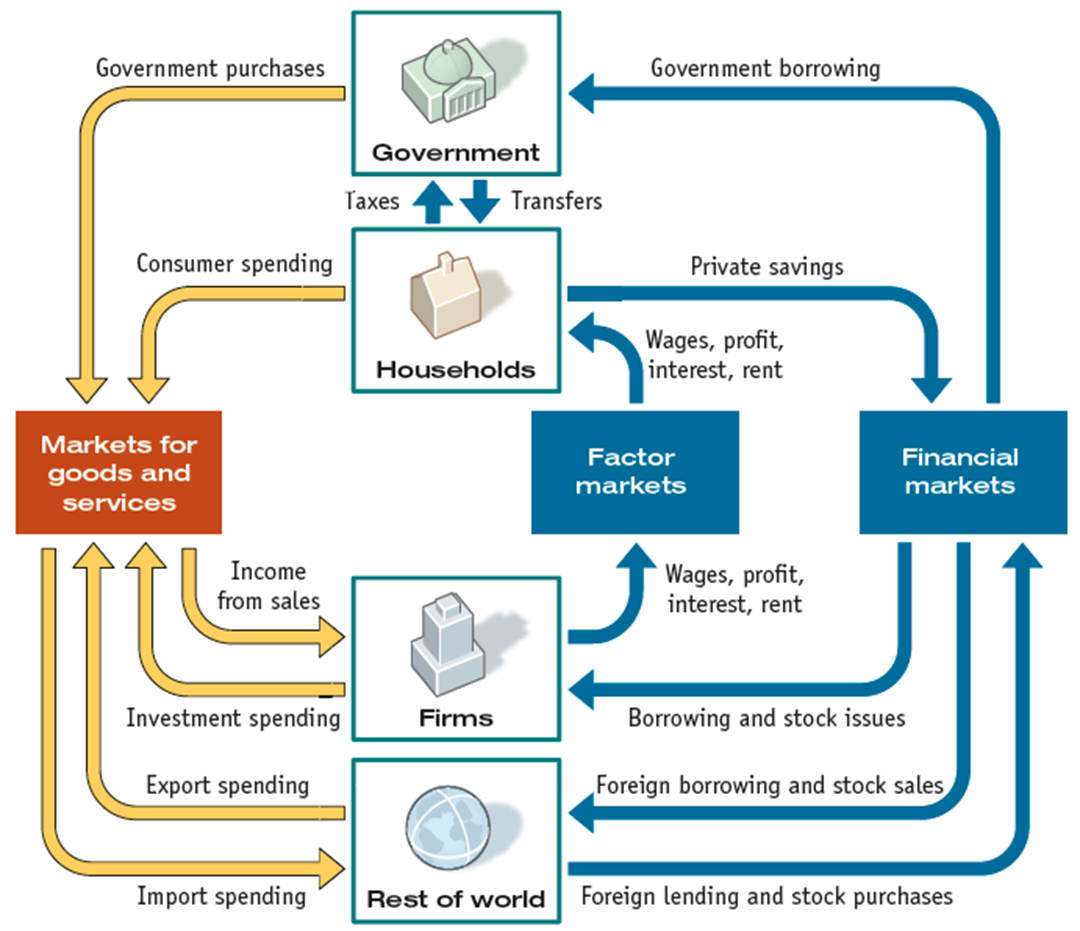 Government purchases
Government borrowing
Government
Taxes
Transfers
Consumer spending
Private savings
Wages, profit,
interest, rent
Households
Markets for
goods and
services
Factor
markets
Financial
markets
Income
from sales
Wages, profit,
interest, rent
Investment spending
Firms
Borrowing and stock issues
Export spending
Foreign borrowing and stock sales
Import spending
Rest of world
Foreign lending and stock purchases